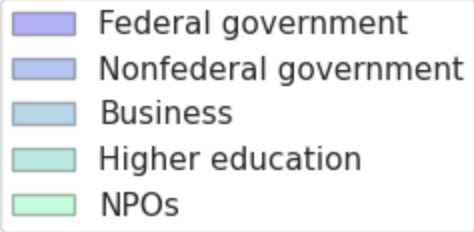 Federal government
Nonfederal government
Business
Higher education
NPOs